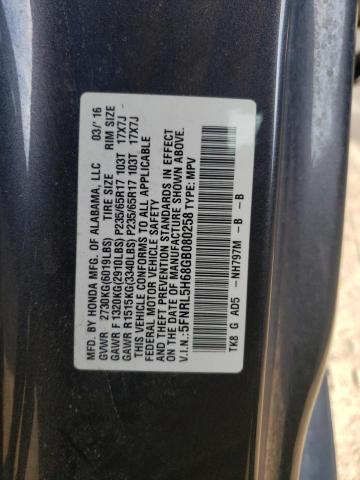 MFD. BY HONDA MFG. OF ALABAMA, LLC 03/' 16
GVWR 2730KG(6019LBS) TIRE SIZE RIM SIZE
GAWR F 1320KG(2910LBS) P235/65R17 103T 17X7J
GAWR R 1515KG(3340LBS) P235/65R17 103T 17X7J
THIS VEHICLE CONFORMS TO ALL APPLICABLE
FEDERAL MOTOR VEHICLE SAFETY
AND THEFT PREVENTION STANDARDS IN EFFECT
ON THE DATE OF MANUFACTURE SHOWN ABOVE.
V.I.N.:5FNRL5H68GB080258 TYPE: MPV
TK8 G AD5 - NH797M - B - B